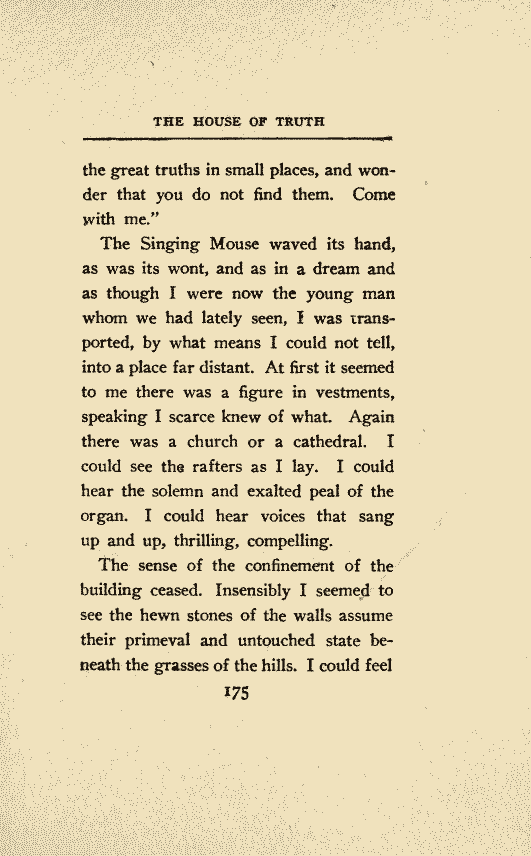 THE HOUSE OF TRUTH
the great truths in small places, and won-
der that you do not find them. Come
with me.”
The Singing Mouse waved its hand,
as was its wont, and as in a dream and
as though I were now the young man
whom we had lately seen, I was trans-
ported, by what means I could not tell,
into a place far distant. At first it seemed
to me there was a figure in vestments,
speaking I scarce knew of what. Again
there was a church or a cathedral. I
could see the rafters as I lay. I could
hear the solemn and exalted peal of the
organ. I could hear voices that sang
up and up, thrilling, compelling.
The sense of the confinement of the
building ceased. Insensibly I seemed to
see the hewn stones of the walls assume
their primeval and untouched state be-
neath the grasses of the hills. I could feel
175